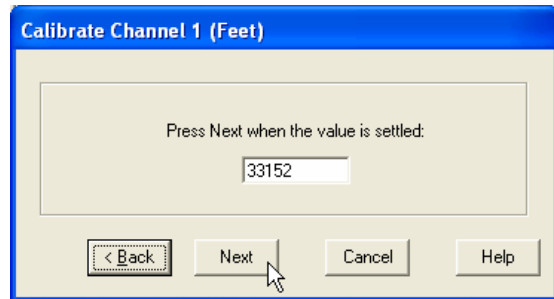 Calibrate Channel 1 (Feet)
Press Next when the value is settled:
33152
< Back
Next
Cancel
Help